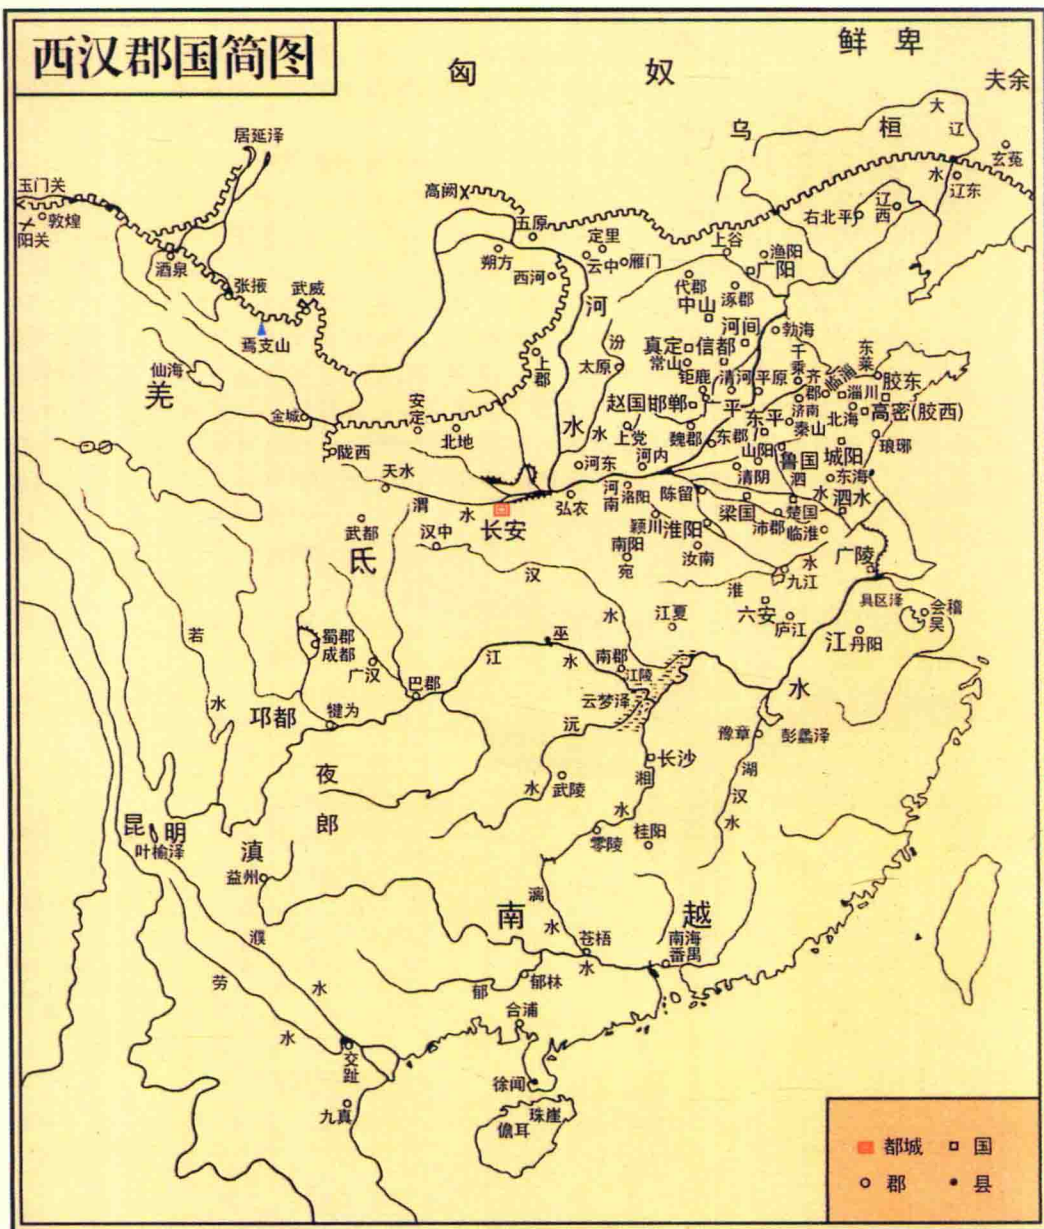 西汉郡国简图
鲜卑
匈奴
夫余
乌桓
大辽水
玄菟
居延泽
玉门关
敦煌
阳关
高阙
辽东
辽西
右北平
五原
定里
上谷
渔阳
酒泉
朔方
云中
雁门
广阳
西河
代郡
涿郡
张掖
武威
中山
河
汾
河间
勃海
焉支山
真定
信都
千乘
东莱
仙海
羌
上郡
太原
常山
钜鹿
清河
平原
齐郡
临淄
淄川
胶东
金城
安定
北地
赵国邯郸
广平
东平
济南
泰山
北海
高密(胶西)
水
水
上党
魏郡
东郡
山阳
鲁国
城阳
琅琊
陇西
天水
河东
河内
清阴
泗
东海
渭
水
长安
弘农
河南
洛阳
陈留
梁国
楚国
水
泗水
武都
氐
汉中
颍川
淮阳
沛郡
临淮
南阳
宛
汝南
水
广陵
汉
淮
九江
具区泽
会稽
吴
若
水
蜀郡
成都
水
江夏
六安
庐江
江
丹阳
广汉
江
巫
水
南郡
江陵
巴郡
云梦泽
水
邛都
犍为
沅
豫章
彭蠡泽
夜郎
水
武陵
湘
长沙
湖
汉
水
昆明
叶榆泽
滇
益州
水
零陵
桂阳
漓
水
南越
濮
苍梧
水
南海
番禺
劳
水
郁
郁林
水
合浦
交趾
徐闻
九真
珠崖
儋耳
都城
国
郡
县